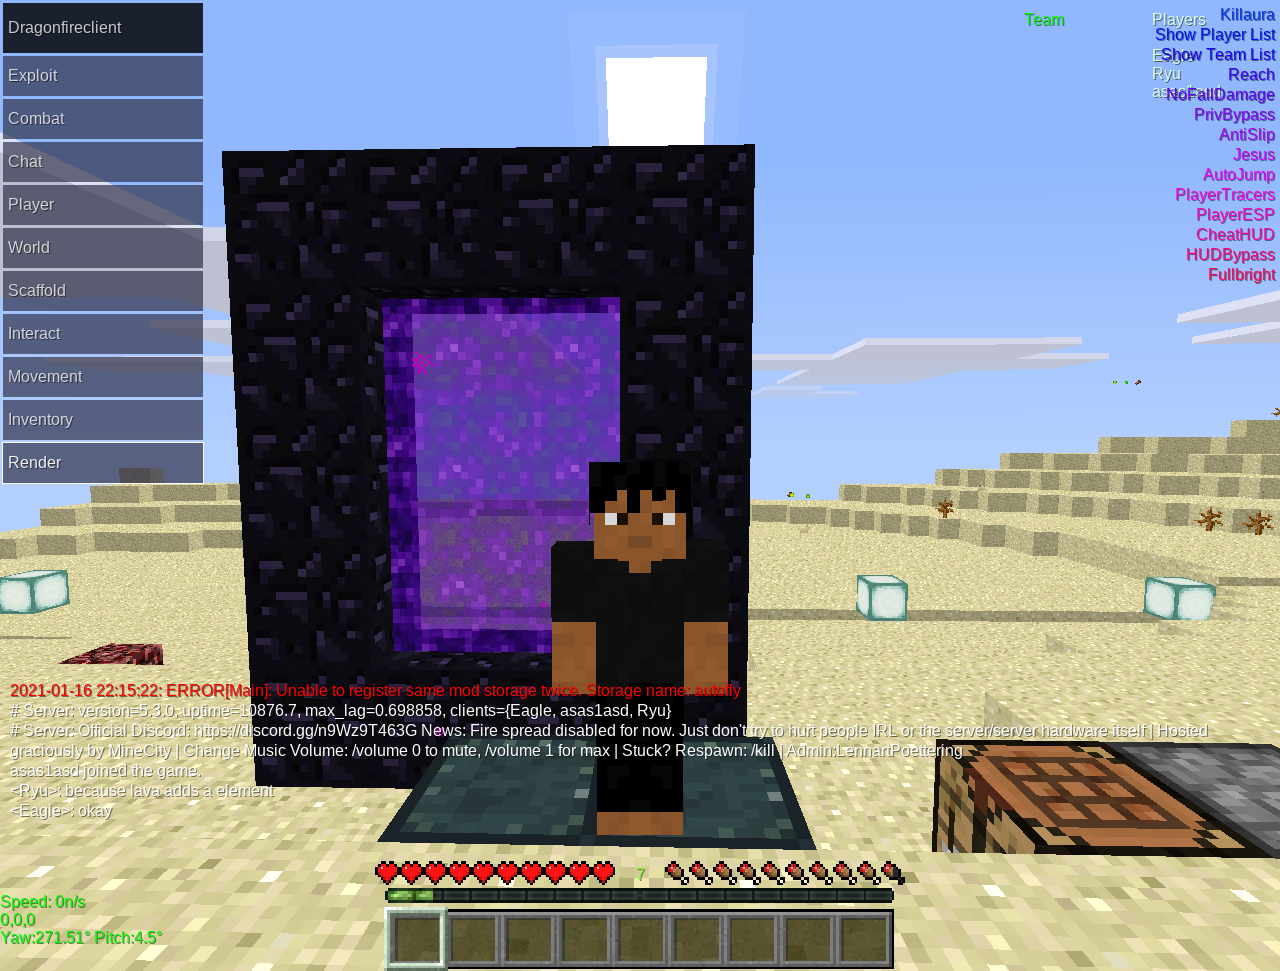 Dragonfireclient
Exploit
Combat
Chat
Player
World
Scaffold
Interact
Movement
Inventory
Render
Team
Players
Eagle
Ryu
asas1asd
Killaura
Show Player List
Show Team List
Reach
NoFallDamage
PrivBypass
AntiSlip
Jesus
AutoJump
PlayerTracers
PlayerESP
CheatHUD
HUDBypass
Fullbright
2021-01-16 22:15:22: ERROR[Main]: Unable to register same mod storage twice. Storage name: autofly
# Server: version=5.3.0, uptime=10876.7, max_lag=0.698858, clients={Eagle, asas1asd, Ryu}
# Server: Official Discord: https://discord.gg/n9Wz9T463G News: Fire spread disabled for now. Just don't try to hurt people IRL or the server/server hardware itself | Hosted
graciously by MineCity | Change Music Volume: /volume 0 to mute, /volume 1 for max | Stuck? Respawn: /kill | Admin:LennartPoettering
asas1asd joined the game.
<Ryu>: because lava adds a element
<Eagle>: okay
7
Speed: 0n/s
0,0,0
Yaw:271.51° Pitch:4.5°